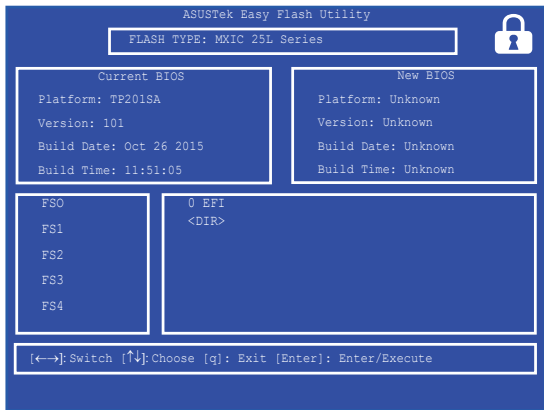 ASUSTek Easy Flash Utility
FLASH TYPE: MXIC 25L Series
Current BIOS
Platform: TP201SA
Version: 101
Build Date: Oct 26 2015
Build Time: 11:51:05
New BIOS
Platform: Unknown
Version: Unknown
Build Date: Unknown
Build Time: Unknown
FSO
FS1
FS2
FS3
FS4
0 EFI
<DIR>
[←→]: Switch [↑↓]: Choose [q]: Exit [Enter]: Enter/Execute